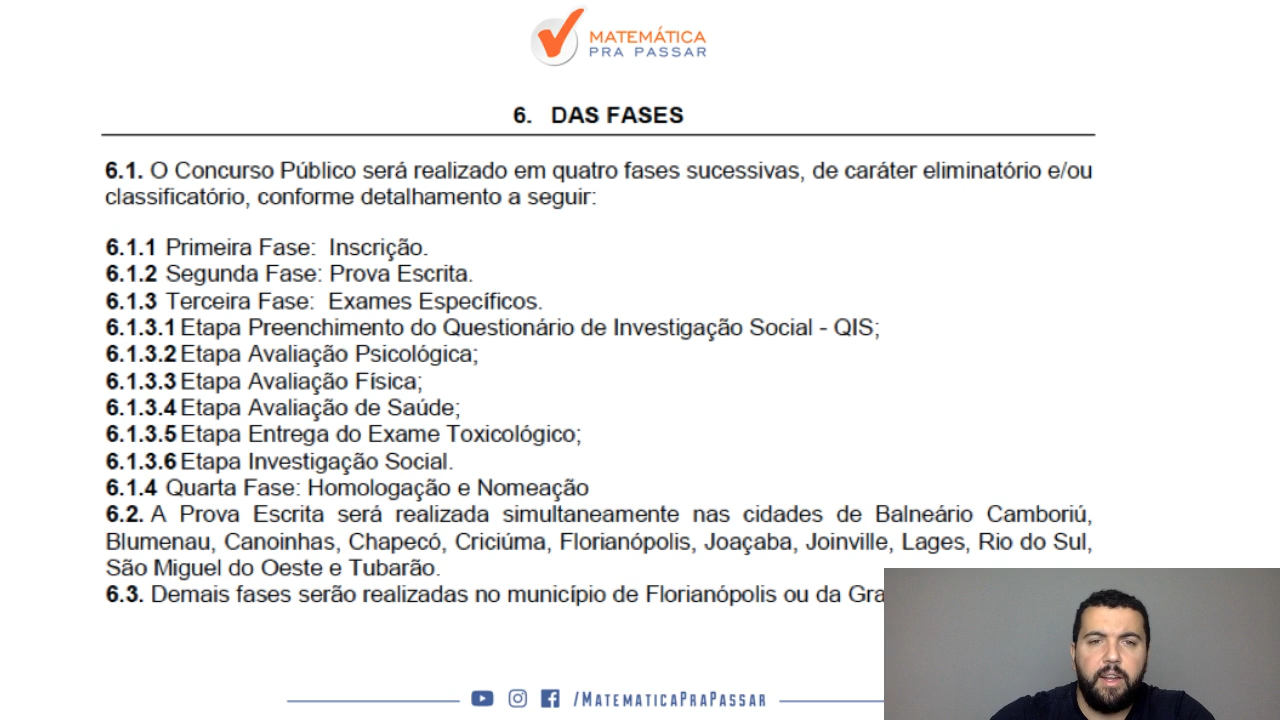 MATEMÁTICA
PRA PASSAR
6. DAS FASES
6.1. O Concurso Público será realizado em quatro fases sucessivas, de caráter eliminatório e/ou
classificatório, conforme detalhamento a seguir:
6.1.1 Primeira Fase: Inscrição.
6.1.2 Segunda Fase: Prova Escrita.
6.1.3 Terceira Fase: Exames Específicos.
6.1.3.1 Etapa Preenchimento do Questionário de Investigação Social - QIS;
6.1.3.2 Etapa Avaliação Psicológica;
6.1.3.3 Etapa Avaliação Física;
6.1.3.4 Etapa Avaliação de Saúde;
6.1.3.5 Etapa Entrega do Exame Toxicológico;
6.1.3.6 Etapa Investigação Social.
6.1.4 Quarta Fase: Homologação e Nomeação
6.2. A Prova Escrita será realizada simultaneamente nas cidades de Balneário Camboriú,
Blumenau, Canoinhas, Chapecó, Criciúma, Florianópolis, Joaçaba, Joinville, Lages, Rio do Sul,
São Miguel do Oeste e Tubarão.
6.3. Demais fases serão realizadas no município de Florianópolis ou da Gra
/MATEMATICAPRAPASSAR